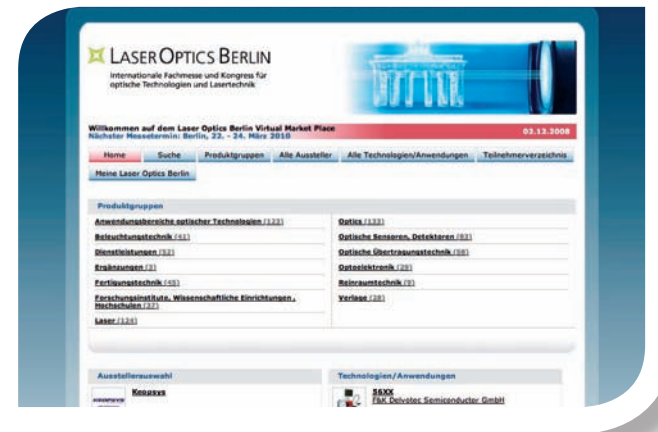 LASER OPTICS BERLIN
Internationale Fachmesse und Kongress für
optische Technologien und Lasertechnik
Willkommen auf dem Laser Optics Berlin Virtual Market Place
Nächster Messetermin: Berlin, 22. - 24. März 2010
03.12.2008
Home Suche Produktgruppen Alle Aussteller Alle Technologien/Anwendungen Teilnehmerverzeichnis
Meine Laser Optics Berlin
Produktgruppen
Anwendungsbereiche optischer Technologien (123)
Beleuchtungstechnik (41)
Dienstleistungen (52)
Ergänzungen (3)
Fertigungstechnik (45)
Forschungsinstitute, Wissenschaftliche Einrichtungen,
Hochschulen (37)
Laser (124)
Optics (133)
Optische Sensoren, Detektoren (83)
Optische Übertragungstechnik
Optoelektronik (29)
Reinraumtechnik (9)
Verlage (28)
Ausstellerauswahl
Keopsys
KEOPSYS
Technologien/Anwendungen
56XX
F&K Delvotec Semiconductor GmbH